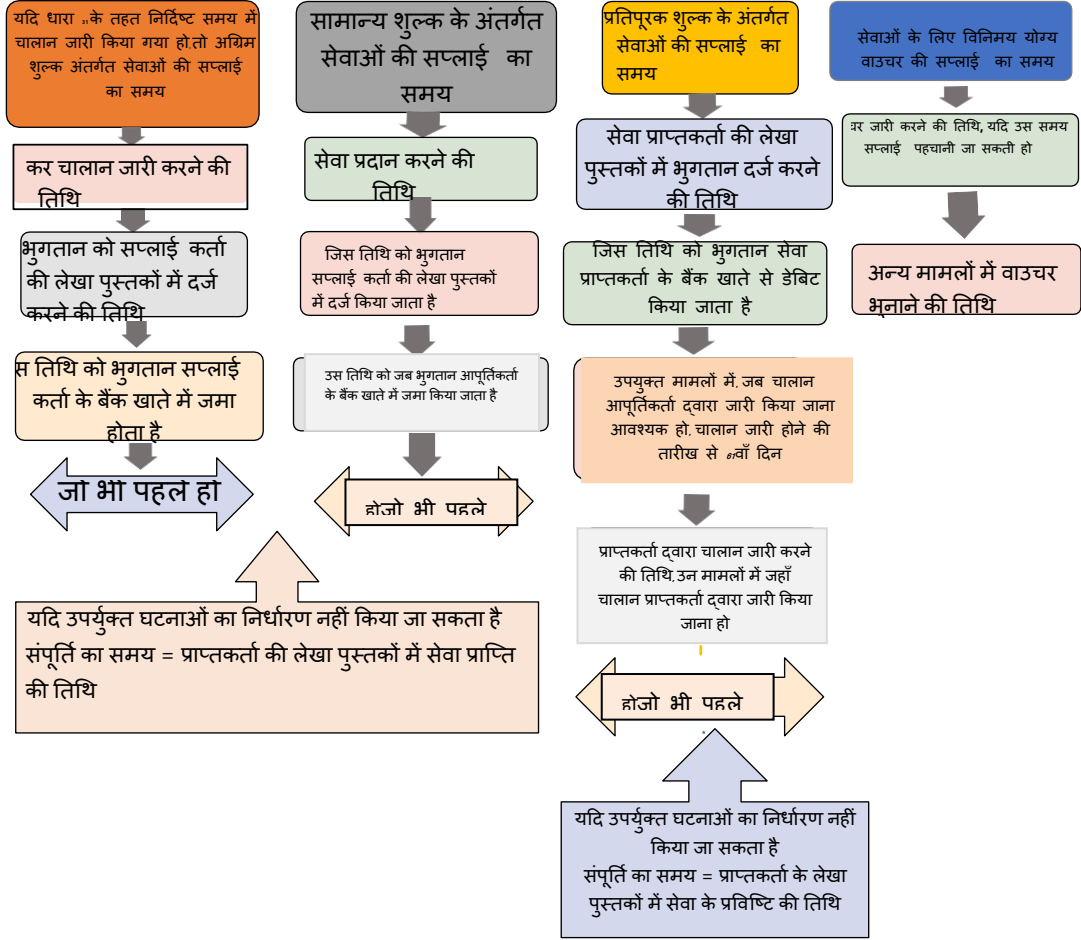 यदि धारा के तहत निर्दिष्ट समय में
चालान जारी किया गया हो,तो अग्रिम
शुल्क अंतर्गत सेवाओं की सप्लाई
का समय
कर चालान जारी करने की
तिथि
भुगतान को सप्लाई कर्ता
की लेखा पुस्तकों में दर्ज
करने की तिथि
स तिथि को भुगतान सप्लाई
कर्ता के बैंक खाते में जमा
होता है
जो भी पहले हो
सामान्य शुल्क के अंतर्गत
सेवाओं की सप्लाई का
समय
सेवा प्रदान करने की
तिथि
जिस तिथि को भुगतान
सप्लाई कर्ता की लेखा पुस्तकों
में दर्ज किया जाता है
उस तिथि को जब भुगतान आपूर्तिकर्ता
के बैंक खाते में जमा किया जाता है
होजो भी पहले
यदि उपर्युक्त घटनाओं का निर्धारण नहीं किया जा सकता है
संपूर्ति का समय = प्राप्तकर्ता की लेखा पुस्तकों में सेवा प्राप्ति
की तिथि
प्रतिपूरक शुल्क के अंतर्गत
सेवाओं की सप्लाई का
समय
सेवा प्राप्तकर्ता की लेखा
पुस्तकों में भुगतान दर्ज करने
की तिथि
जिस तिथि को भुगतान सेवा
प्राप्तकर्ता के बैंक खाते से डेबिट
किया जाता है
उपयुक्त मामलों में, जब चालान
आपूर्तिकर्ता द्वारा जारी किया जाना
आवश्यक हो, चालान जारी होने की
तारीख से वाँ दिन
प्राप्तकर्ता द्वारा चालान जारी करने
की तिथि,उन मामलों में जहाँ
चालान प्राप्तकर्ता द्वारा जारी किया
जाना हो
होजो भी पहले
यदि उपर्युक्त घटनाओं का निर्धारण नहीं
किया जा सकता है
संपूर्ति का समय = प्राप्तकर्ता के लेखा
पुस्तकों में सेवा के प्रविष्टि की तिथि
सेवाओं के लिए विनिमय योग्य
वाउचर की सप्लाई का समय
जारी करने की तिथि, यदि उस समय
सप्लाई पहचानी जा सकती हो
अन्य मामलों में वाउचर
भुनाने की तिथि